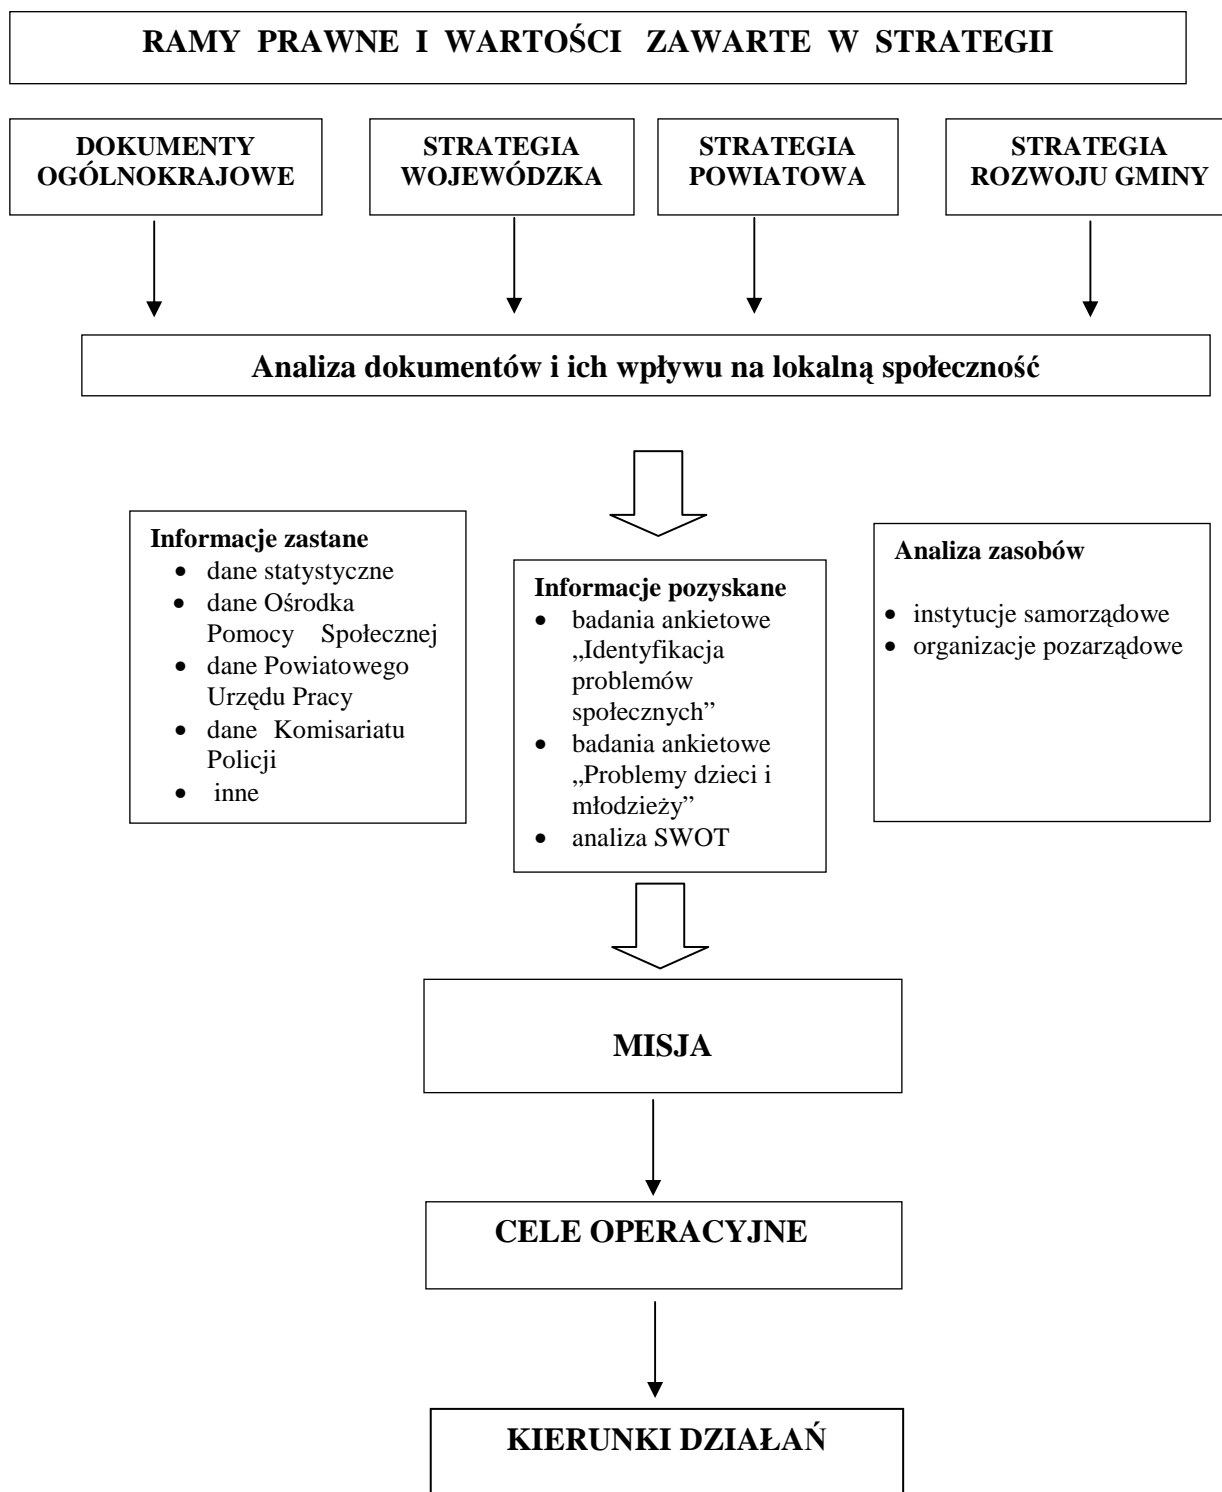 RAMY PRAWNE I WARTOŚCI ZAWARTE W STRATEGII
DOKUMENTY
OGÓLNOKRAJOWE
STRATEGIA
WOJEWÓDZKA
STRATEGIA
POWIATOWA
STRATEGIA
ROZWOJU GMINY
Analiza dokumentów i ich wpływu na lokalną społeczność
Informacje zastane
• dane statystyczne
• dane Ośrodka
Pomocy Społecznej
• dane Powiatowego
Urzędu Pracy
• dane Komisariatu
Policji
• inne
Informacje pozyskane
• badania ankietowe
„Identyfikacja
problemów
społecznych”
• badania ankietowe
„Problemy dzieci i
młodzieży”
• analiza SWOT
Analiza zasobów
• instytucje samorządowe
• organizacje pozarządowe
MISJA
CELE OPERACYJNE
KIERUNKI DZIAŁAŃ